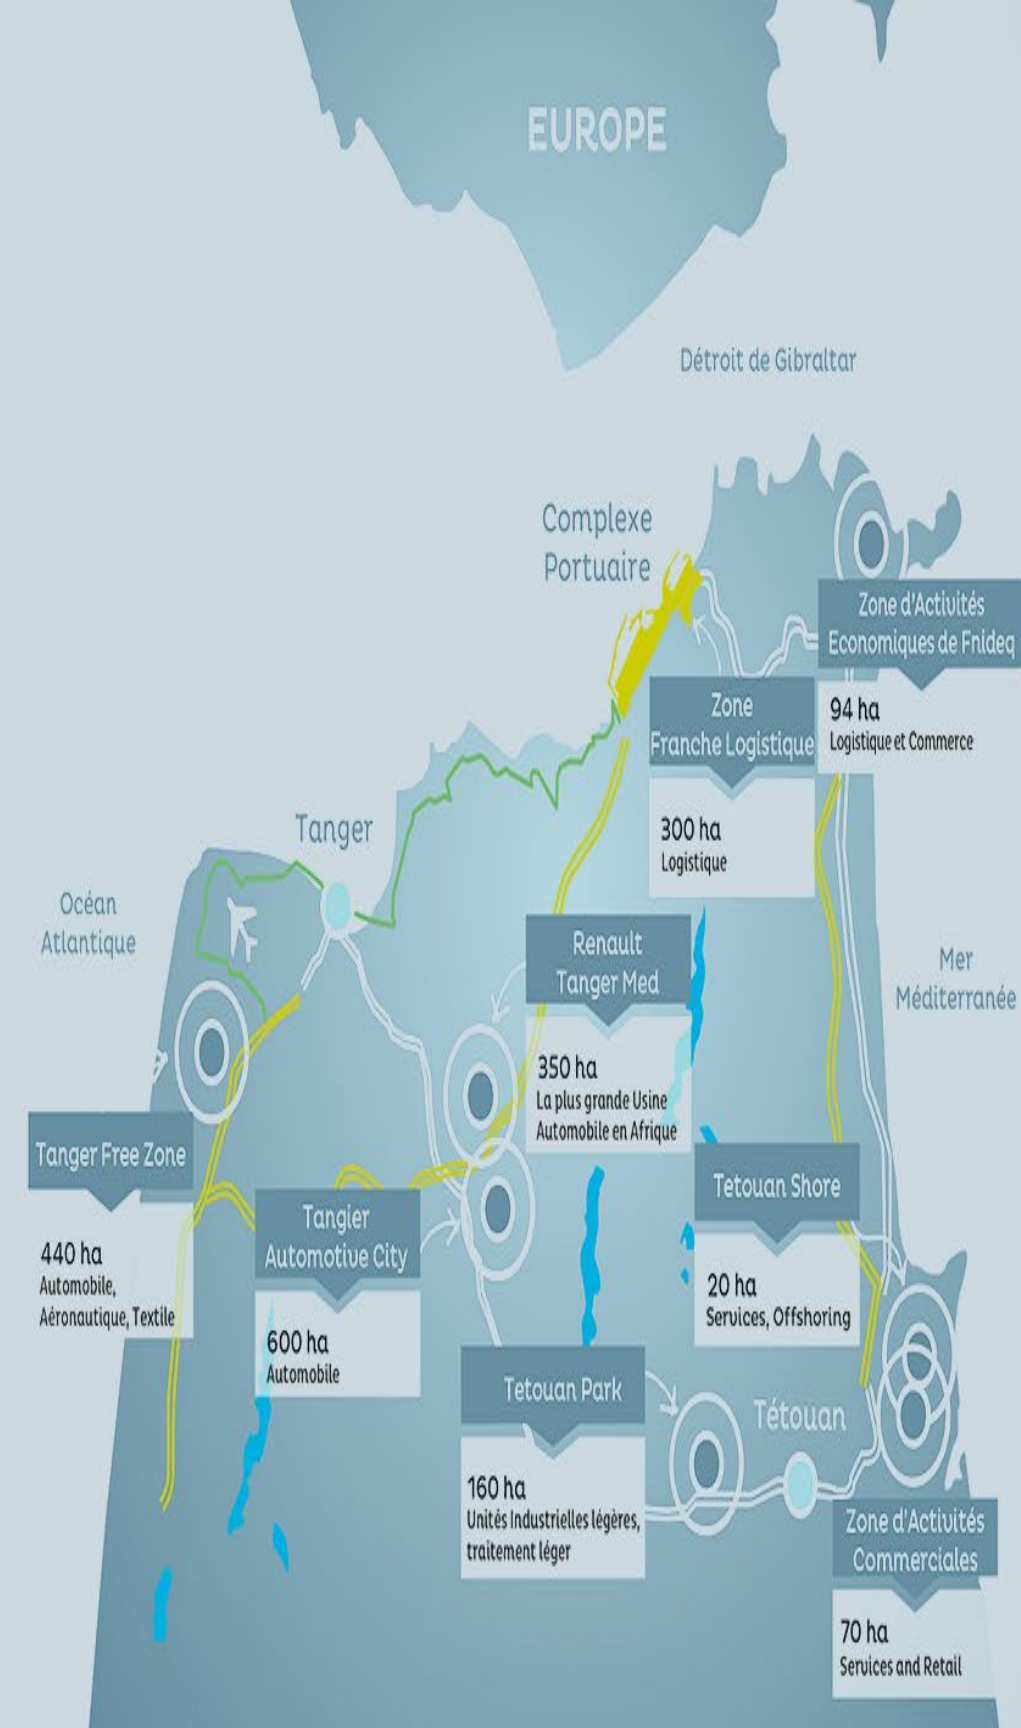 EUROPE
Détroit de Gibraltar
Complexe
Portuaire
Zone d'Activités
Economiques de Fnideq
94 ha
Logistique et Commerce
Zone
Franche Logistique
300 ha
Logistique
Tanger
Océan
Atlantique
Mer
Méditerranée
Renault
Tanger Med
350 ha
La plus grande Usine
Automobile en Afrique
Tanger Free Zone
440 ha
Automobile,
Aéronautique, Textile
Tangier
Automotive City
600 ha
Automobile
Tetouan Shore
20 ha
Services, Offshoring
Tetouan Park
160 ha
Unités Industrielles légères,
traitement léger
Tétouan
Zone d'Activités
Commerciales
70 ha
Services and Retail